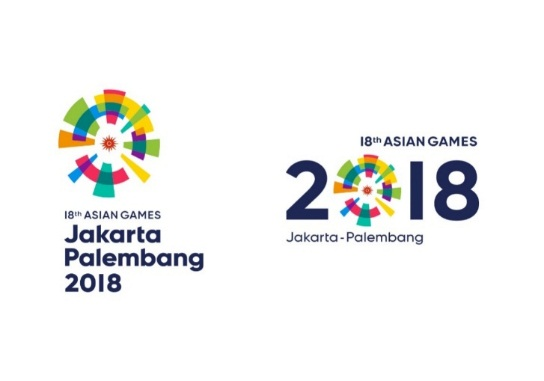 18th ASIAN GAMES
Jakarta
Palembang
2018
18th ASIAN GAMES
2018
Jakarta-Palembang